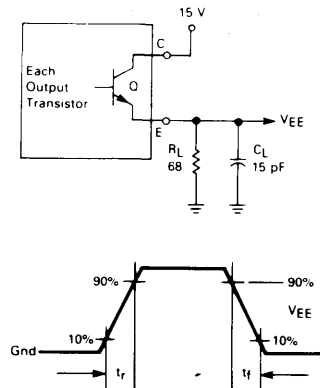 15 V
C
Each
Output
Transistor
Q
E
VEE
RL
68
CL
15 pF
90%
90%
VEE
10%
10%
Gnd
tr
tf